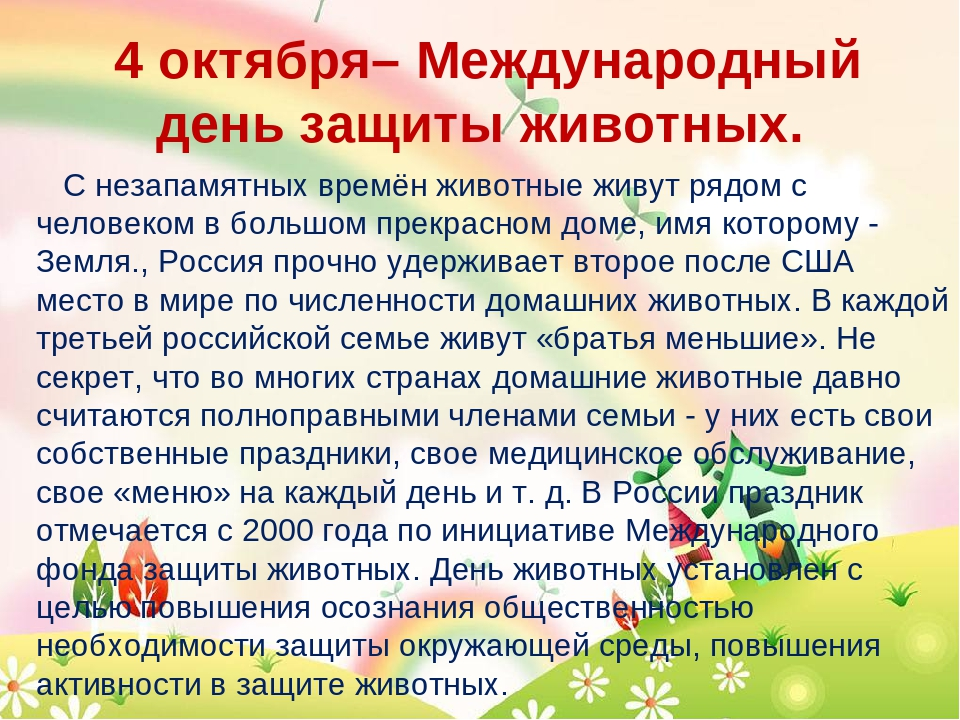 4 октября– Международный
день защиты животных.
С незапамятных времён животные живут рядом с
человеком в большом прекрасном доме, имя которому -
Земля., Россия прочно удерживает второе после США
место в мире по численности домашних животных. В каждой
третьей российской семье живут «братья меньшие». Не
секрет, что во многих странах домашние животные давно
считаются полноправными членами семьи - у них есть свои
собственные праздники, свое медицинское обслуживание,
свое «меню» на каждый день и т. д. В России праздник
отмечается с 2000 года по инициативе Международного
фонда защиты животных. День животных установлен с
целью повышения осознания общественностью
необходимости защиты окружающей среды, повышения
активности в защите животных.